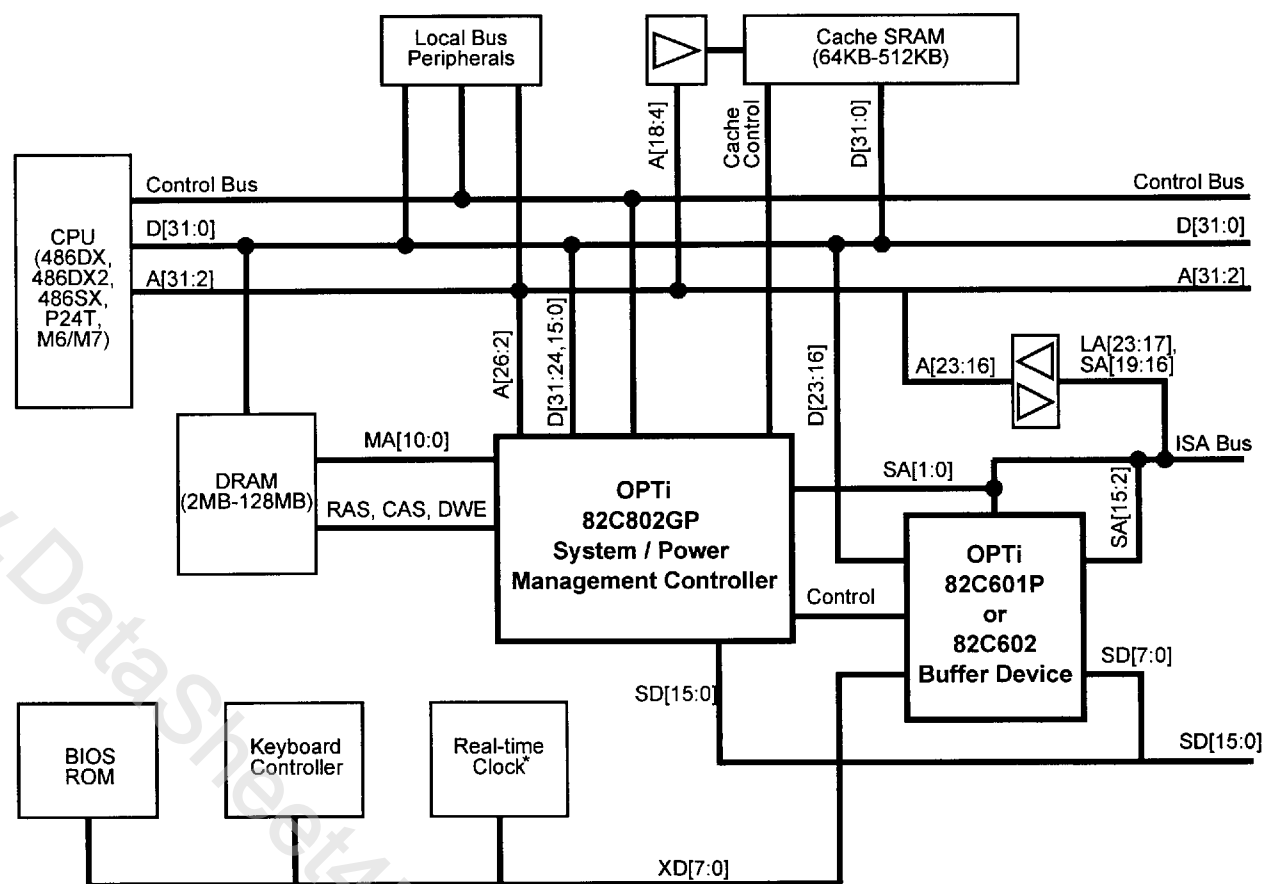 Local Bus
Peripherals
Cache SRAM
(64KB-512KB)
A[18:4]
Cache
Control
D[31:0]
Control Bus
Control Bus
D[31:0]
D[31:0]
A[31:2]
A[31:2]
CPU
(486DX,
486DX2,
486SX,
P24T,
M6/M7)
A[26:2]
D[31:24,15:0]
D[23:16]
A[23:16]
LA[23:17],
SA[19:16]
ISA Bus
DRAM
(2MB-128MB)
MA[10:0]
RAS, CAS, DWE
OPTi
82C802GP
System / Power
Management Controller
SA[1:0]
SA[15:2]
Control
OPTi
82C601P
or
82C602
Buffer Device
SD[7:0]
SD[15:0]
SD[15:0]
BIOS
ROM
Keyboard
Controller
Real-time
Clock*
XD[7:0]